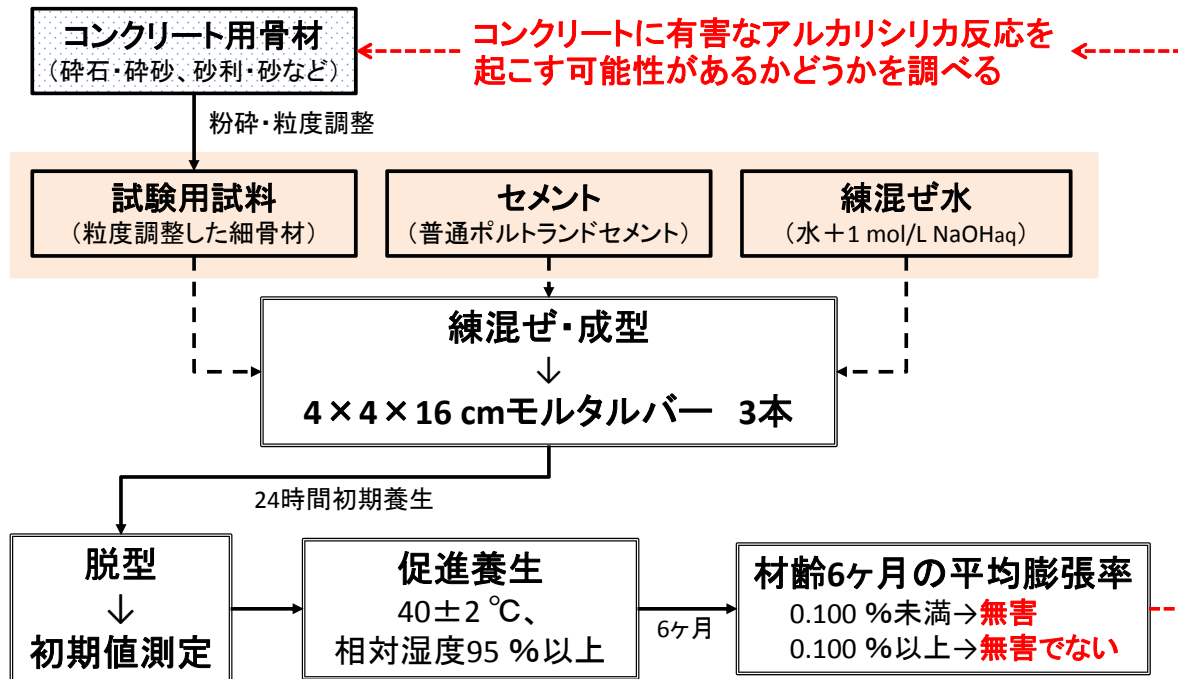 コンクリート用骨材
（砕石・砕砂、砂利・砂など）
コンクリートに有害なアルカリシリカ反応を
起こす可能性があるかどうかを調べる
粉砕・粒度調整
試験用試料
（粒度調整した細骨材）
セメント
（普通ポルトランドセメント）
練混ぜ水
（水＋1 mol/L NaOHaq）
練混ぜ・成型
↓
4×4×16 cmモルタルバー 3本
24時間初期養生
脱型
↓
初期値測定
促進養生
40±2 ℃、
相対湿度95 %以上
6ヶ月
材齢6ヶ月の平均膨張率
0.100 %未満→無害
0.100 %以上→無害でない